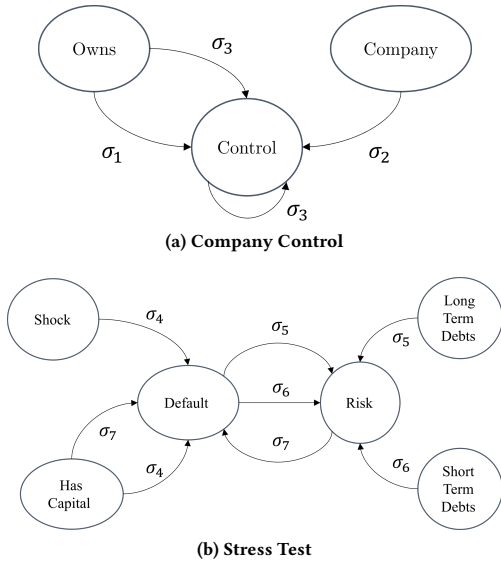 Owns
σ3
Company
σ1
Control
σ2
σ3
(a) Company Control
Shock
σ4
σ5
Long
Term
Debts
σ5
Default
σ6
Risk
σ7
σ7
σ4
σ6
Has
Capital
Short
Term
Debts
(b) Stress Test